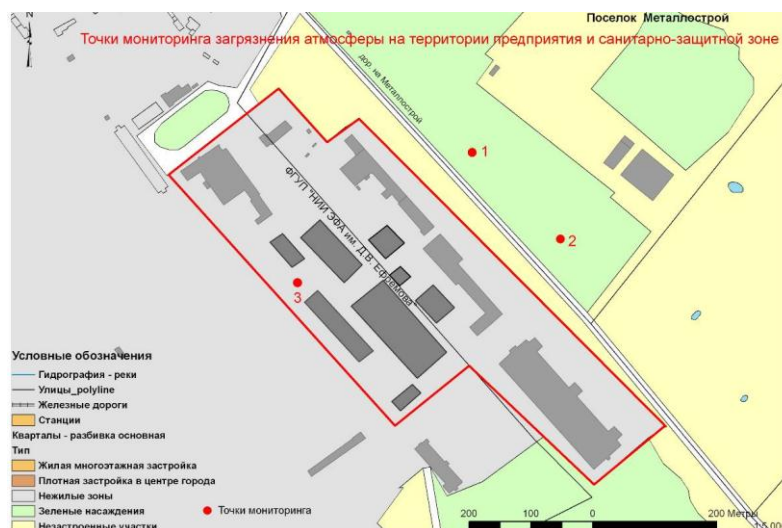 N
Поселок Металлострой
Точки мониторинга загрязнения атмосферы на территории предприятия и санитарно-защитной зоне
дор. на Металлострой
1
2
ФГУП "НИИ ЭФА им. Д.В. Ефремова"
3
Условные обозначения
Гидрография - реки
Улицы_polyline
Железные дороги
Станции
Кварталы - разбивка основная
Тип
Жилая многоэтажная застройка
Плотная застройка в центре города
Нежилые зоны
Зеленые насаждения
Незастроенные участки
Точки мониторинга
200 100 0 200 Метры